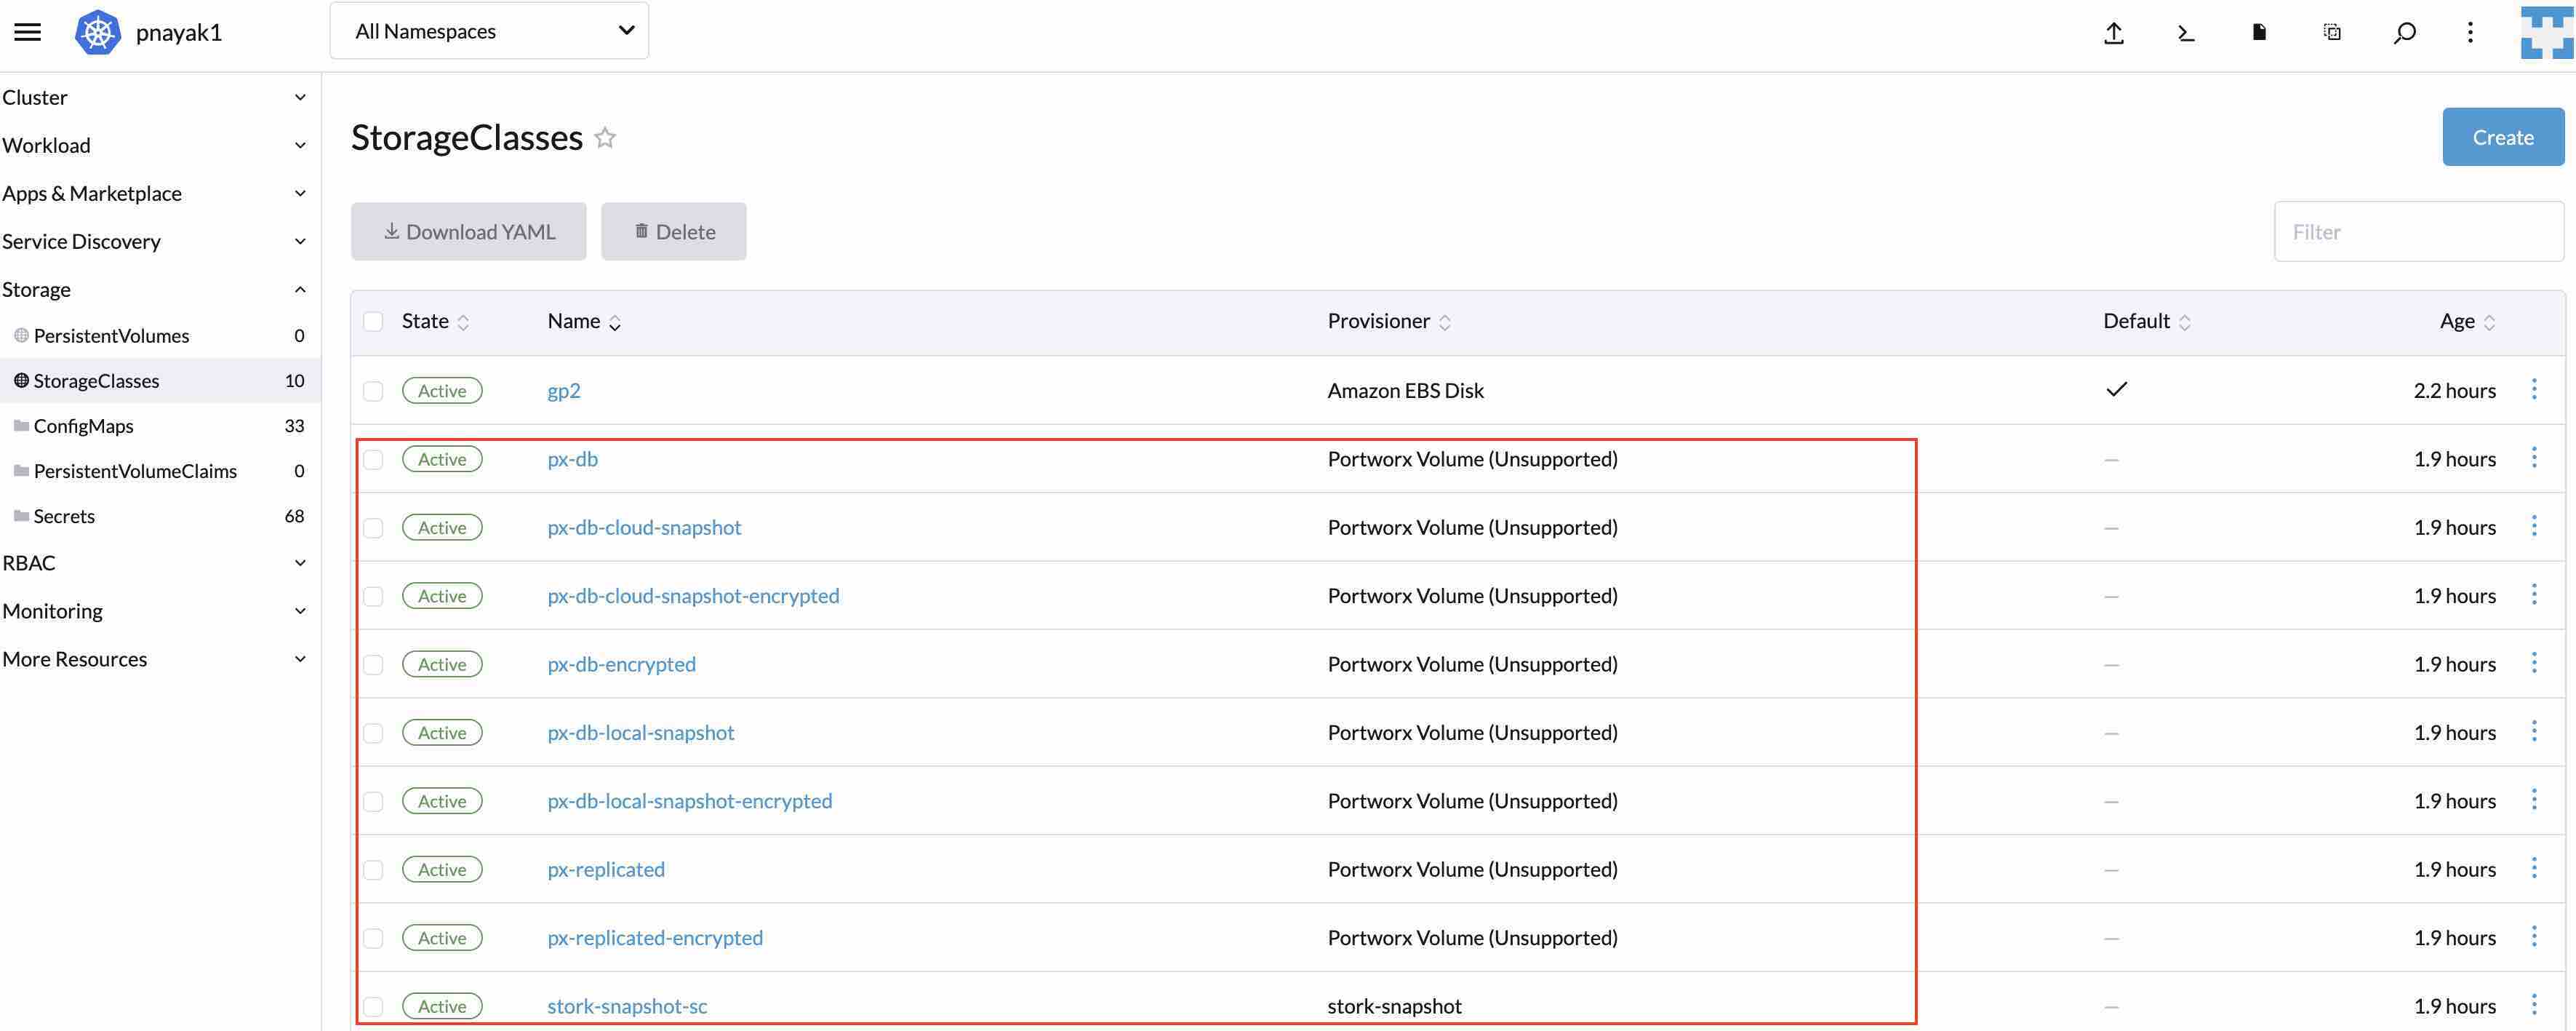 pnayak1
All Namespaces
Cluster
Workload
Apps & Marketplace
Service Discovery
Storage
PersistentVolumes 0
StorageClasses 10
ConfigMaps 33
PersistentVolumeClaims 0
Secrets 68
RBAC
Monitoring
More Resources
StorageClasses
Create
Download YAML Delete
Filter
State Name Provisioner Default Age
Active gp2 Amazon EBS Disk 2.2 hours
Active px-db Portworx Volume (Unsupported) — 1.9 hours
Active px-db-cloud-snapshot Portworx Volume (Unsupported) — 1.9 hours
Active px-db-cloud-snapshot-encrypted Portworx Volume (Unsupported) — 1.9 hours
Active px-db-encrypted Portworx Volume (Unsupported) — 1.9 hours
Active px-db-local-snapshot Portworx Volume (Unsupported) — 1.9 hours
Active px-db-local-snapshot-encrypted Portworx Volume (Unsupported) — 1.9 hours
Active px-replicated Portworx Volume (Unsupported) — 1.9 hours
Active px-replicated-encrypted Portworx Volume (Unsupported) — 1.9 hours
Active stork-snapshot-sc stork-snapshot — 1.9 hours